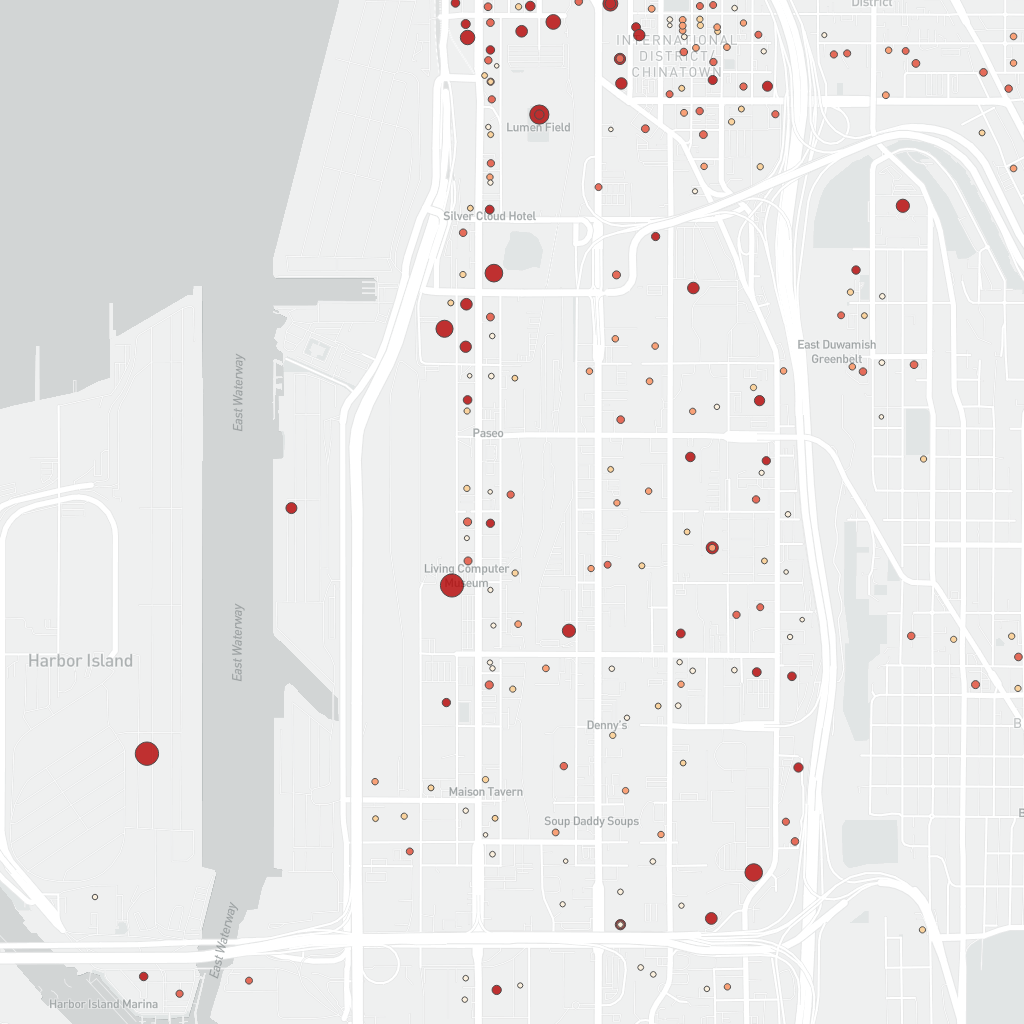 District
INTERNATIONAL
DISTRICT/
CHINATOWN
Lumen Field
Silver Cloud Hotel
East Duwamish
Greenbelt
East Waterway
Paseo
Living Computer
Museum
East Waterway
Harbor Island
Denny's
Maison Tavern
Soup Daddy Soups
East Waterway
Harbor Island Marina